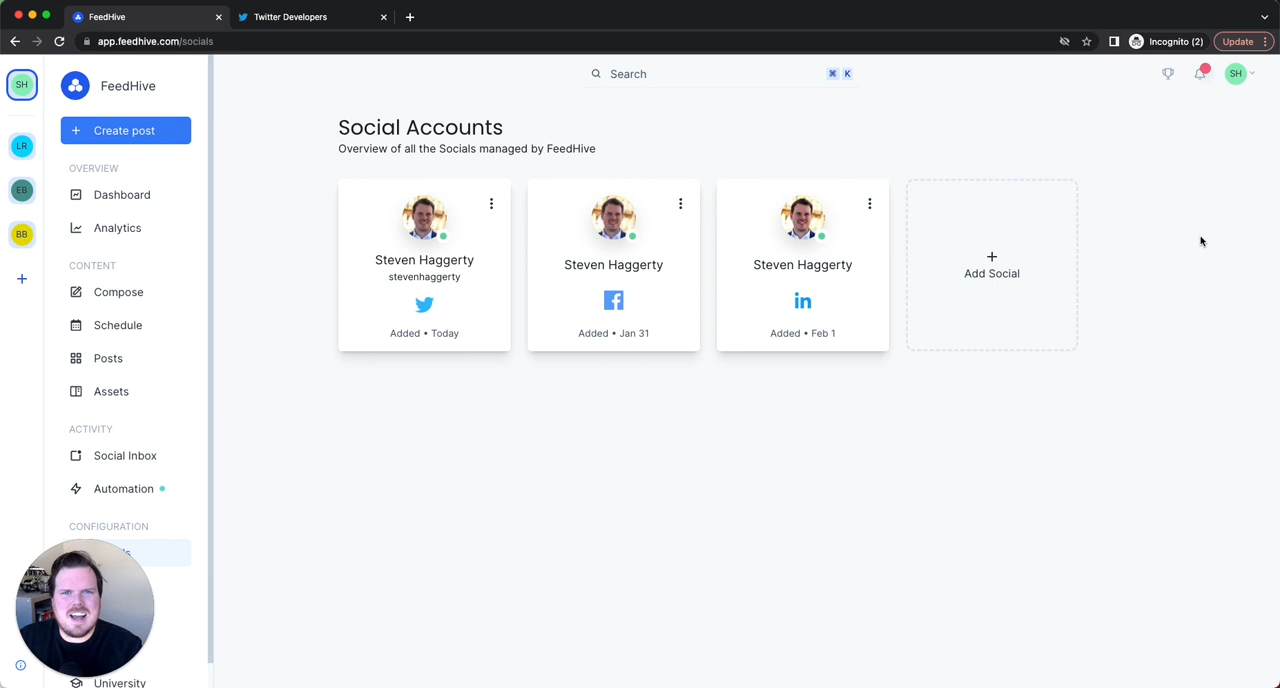 FeedHive
Twitter Developers
app.feedhive.com/socials
Incognito (2)
Update
SH
FeedHive
Search
⌘ K
SH
Create post
LR
EB
BB
OVERVIEW
Dashboard
Analytics
CONTENT
Compose
Schedule
Posts
Assets
ACTIVITY
Social Inbox
Automation
CONFIGURATION
University
Social Accounts
Overview of all the Socials managed by FeedHive
Steven Haggerty
stevenhaggerty
Added • Today
Steven Haggerty
Added • Jan 31
Steven Haggerty
in
Added • Feb 1
Add Social